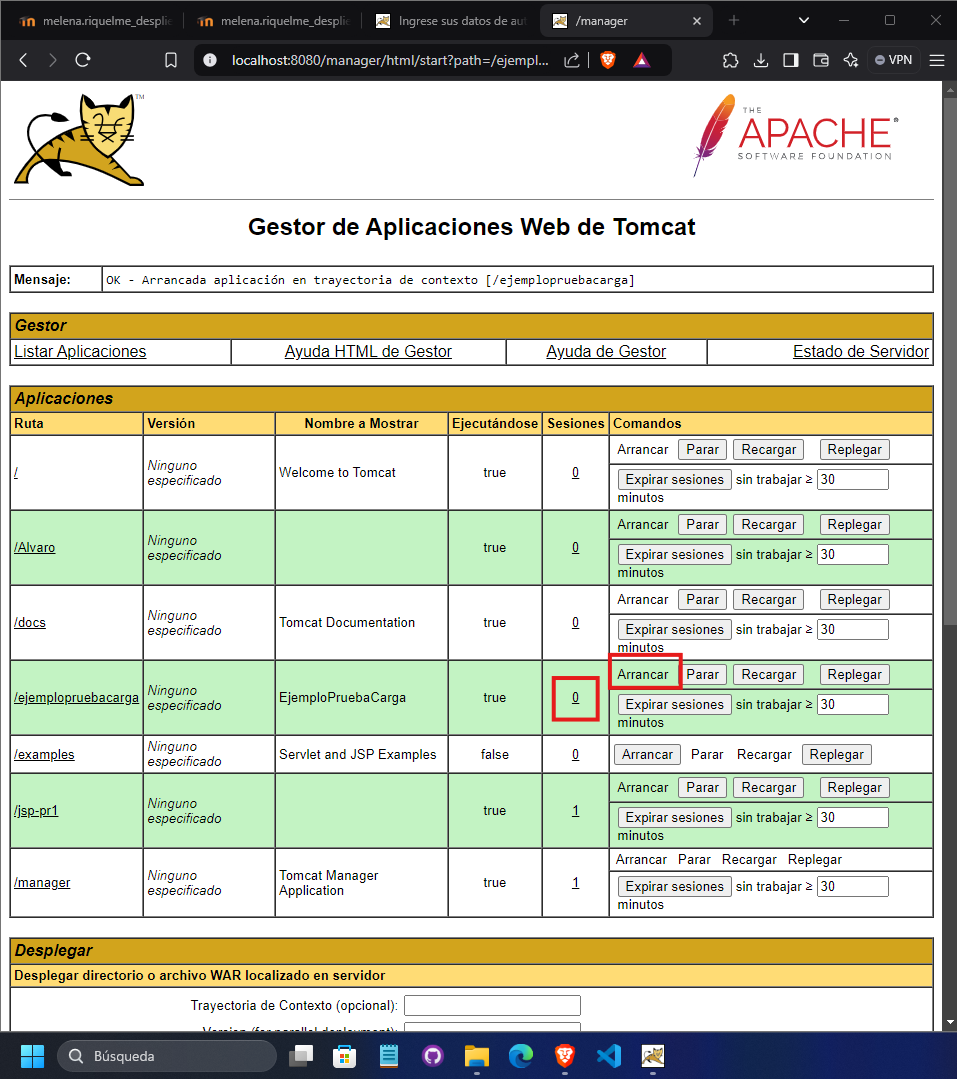 melena.riquelme_desplie
melena.riquelme_desplie
Ingrese sus datos de aut
/manager
localhost:8080/manager/html/start?path=/ejempl...
VPN
TM
THE
APACHE®
SOFTWARE FOUNDATION
Gestor de Aplicaciones Web de Tomcat
Mensaje: OK - Arrancada aplicación en trayectoria de contexto [/ejemplopruebacarga]
Gestor
Listar Aplicaciones Ayuda HTML de Gestor Ayuda de Gestor Estado de Servidor
Aplicaciones
Ruta Versión Nombre a Mostrar Ejecutándose Sesiones Comandos
/ Ninguno especificado Welcome to Tomcat true 0 Arrancar Parar Recargar Replegar
Expirar sesiones sin trabajar ≥ 30
minutos
/Alvaro Ninguno especificado true 0 Arrancar Parar Recargar Replegar
Expirar sesiones sin trabajar ≥ 30
minutos
/docs Ninguno especificado Tomcat Documentation true 0 Arrancar Parar Recargar Replegar
Expirar sesiones sin trabajar ≥ 30
minutos
/ejemplopruebacarga Ninguno especificado EjemploPruebaCarga true 0 Arrancar Parar Recargar Replegar
Expirar sesiones sin trabajar ≥ 30
minutos
/examples Ninguno especificado Servlet and JSP Examples false 0 Arrancar Parar Recargar Replegar
/jsp-pr1 Ninguno especificado true 1 Arrancar Parar Recargar Replegar
Expirar sesiones sin trabajar ≥ 30
minutos
/manager Ninguno especificado Tomcat Manager Application true 1 Arrancar Parar Recargar Replegar
Expirar sesiones sin trabajar ≥ 30
minutos
Desplegar
Desplegar directorio o archivo WAR localizado en servidor
Trayectoria de Contexto (opcional):
Version (for parallel deployment):
Búsqueda